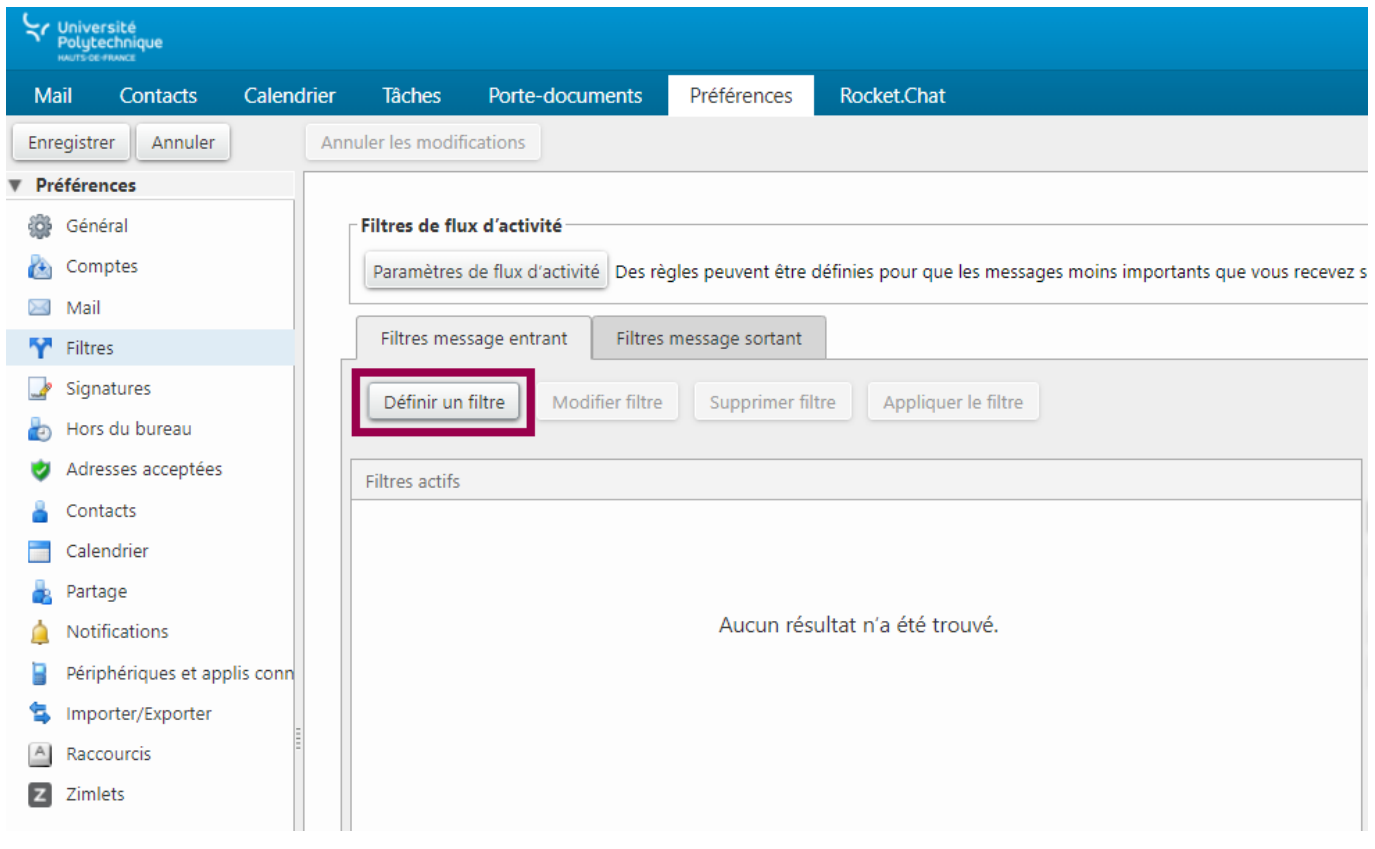 Université
Polytechnique
HAUTS-DE-FRANCE
Mail Contacts Calendrier Tâches Porte-documents Préférences Rocket.Chat
Enregistrer Annuler Annuler les modifications
Préférences
Général
Comptes
Mail
Filtres
Signatures
Hors du bureau
Adresses acceptées
Contacts
Calendrier
Partage
Notifications
Périphériques et applis conn
Importer/Exporter
Raccourcis
Zimlets
Filtres de flux d'activité
Paramètres de flux d'activité Des règles peuvent être définies pour que les messages moins importants que vous recevez s
Filtres message entrant Filtres message sortant
Définir un filtre Modifier filtre Supprimer filtre Appliquer le filtre
Filtres actifs
Aucun résultat n'a été trouvé.